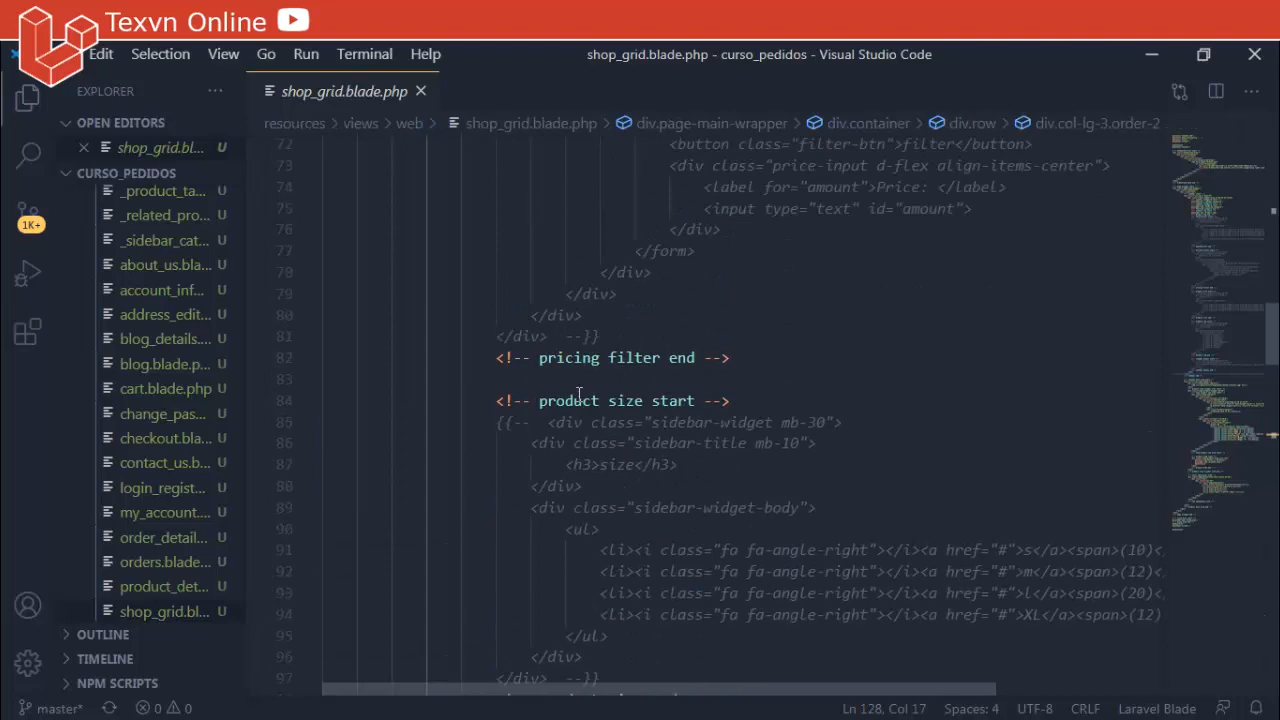 Texvn Online
Edit Selection View Go Run Terminal Help
shop_grid.blade.php - curso_pedidos - Visual Studio Code
EXPLORER
shop_grid.blade.php
OPEN EDITORS
shop_grid.bl... U
CURSO_PEDIDOS
_product_ta... U
_related_pro... U
_sidebar_cat... U
about_us.bla... U
account_inf... U
address_edit... U
blog_details.... U
blog.blade.p... U
cart.blade.php U
change_pas... U
checkout.bla... U
contact_us.b... U
login_regist... U
my_account.... U
order_detail... U
orders.blade... U
product_det... U
shop_grid.bl... U
OUTLINE
TIMELINE
NPM SCRIPTS
1K+
resources > views > web > shop_grid.blade.php > div.page-main-wrapper > div.container > div.row > div.col-lg-3.order-2
72 <button class="filter-btn">filter</button>
73 <div class="price-input d-flex align-items-center">
74 <label for="amount">Price: </label>
75 <input type="text" id="amount">
76 </div>
77 </form>
78 </div>
79 </div>
80 </div>
81 </div> --}}
82 <!-- pricing filter end -->
83
84 <!-- product size start -->
85 {{-- <div class="sidebar-widget mb-30">
86 <div class="sidebar-title mb-10">
87 <h3>size</h3>
88 </div>
89 <div class="sidebar-widget-body">
90 <ul>
91 <li><i class="fa fa-angle-right"></i><a href="#">s</a><span>(10)<
92 <li><i class="fa fa-angle-right"></i><a href="#">m</a><span>(12)<
93 <li><i class="fa fa-angle-right"></i><a href="#">l</a><span>(20)<
94 <li><i class="fa fa-angle-right"></i><a href="#">XL</a><span>(12)
95 </ul>
96 </div>
97 </div> --}}
master* 0 0 Ln 128, Col 17 Spaces: 4 UTF-8 CRLF Laravel Blade